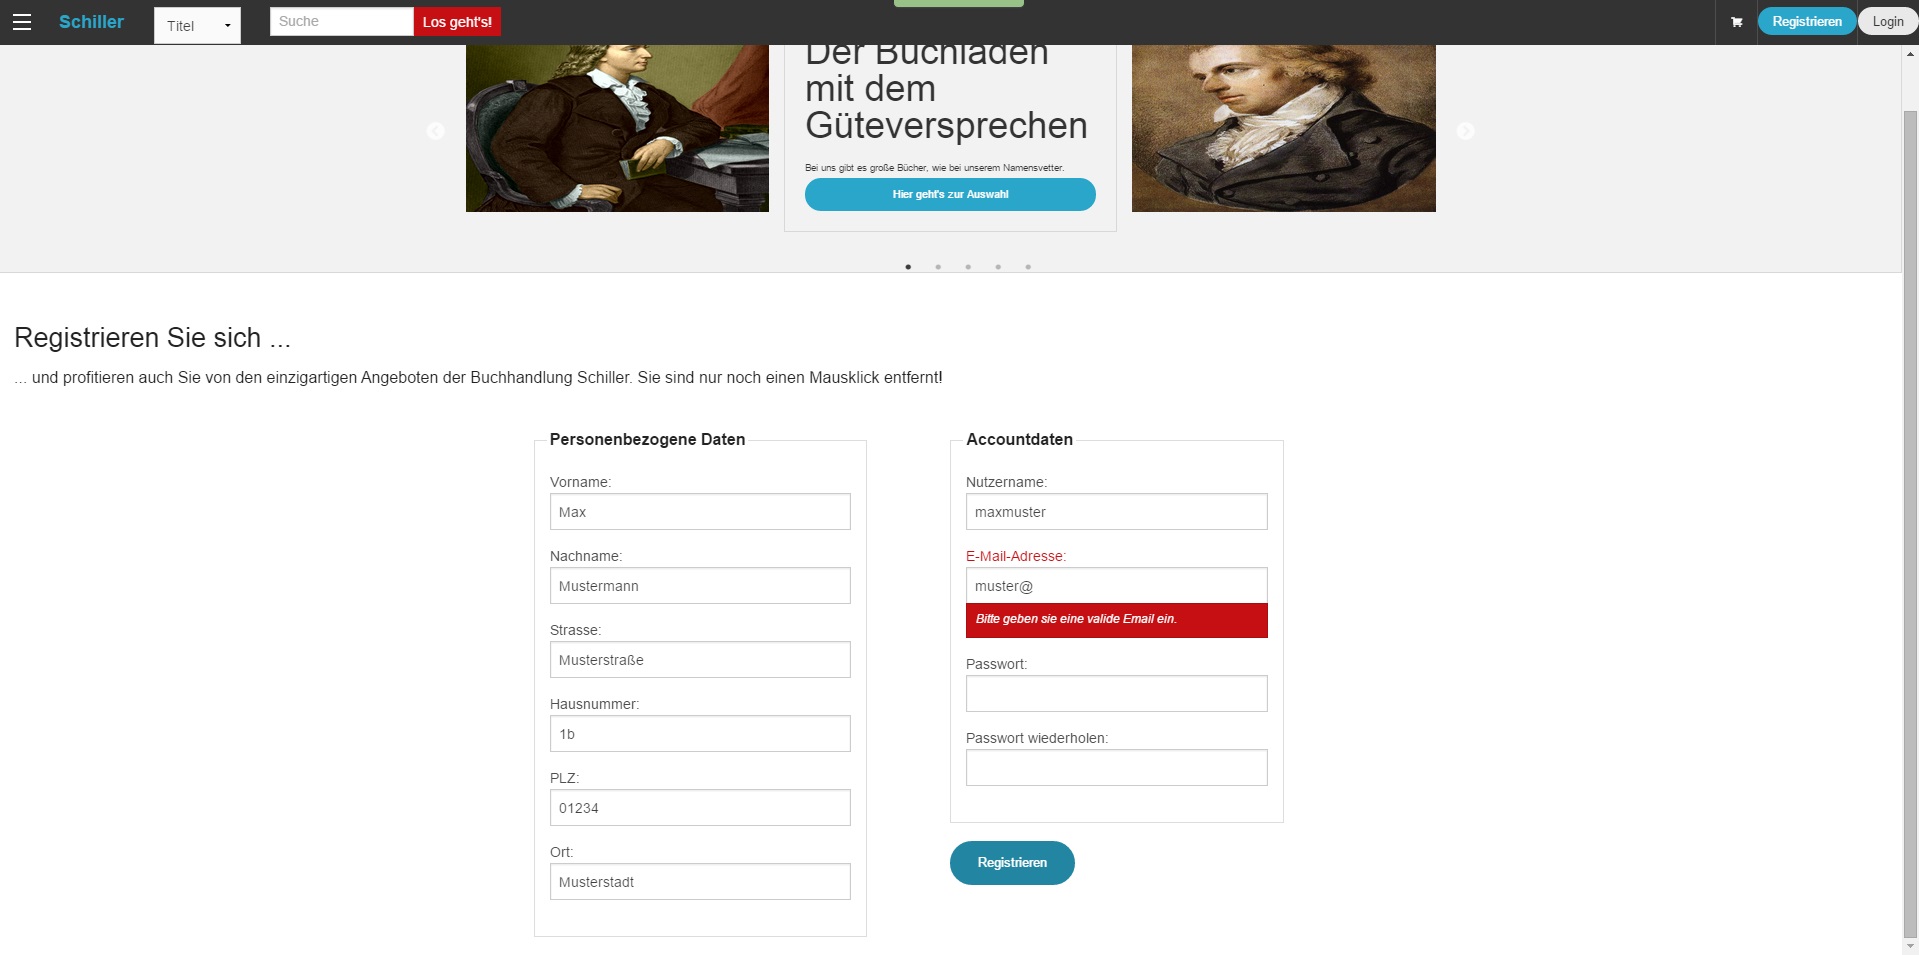 Schiller
Titel
Suche
Los geht's!
Registrieren
Login
Der Buchladen
mit dem
Güteversprechen
Bei uns gibt es große Bücher, wie bei unserem Namensvetter.
Hier geht's zur Auswahl
Registrieren Sie sich ...
... und profitieren auch Sie von den einzigartigen Angeboten der Buchhandlung Schiller. Sie sind nur noch einen Mausklick entfernt!
Personenbezogene Daten
Vorname:
Max
Nachname:
Mustermann
Strasse:
Musterstraße
Hausnummer:
1b
PLZ:
01234
Ort:
Musterstadt
Accountdaten
Nutzername:
maxmuster
E-Mail-Adresse:
muster@
Bitte geben sie eine valide Email ein.
Passwort:
Passwort wiederholen:
Registrieren